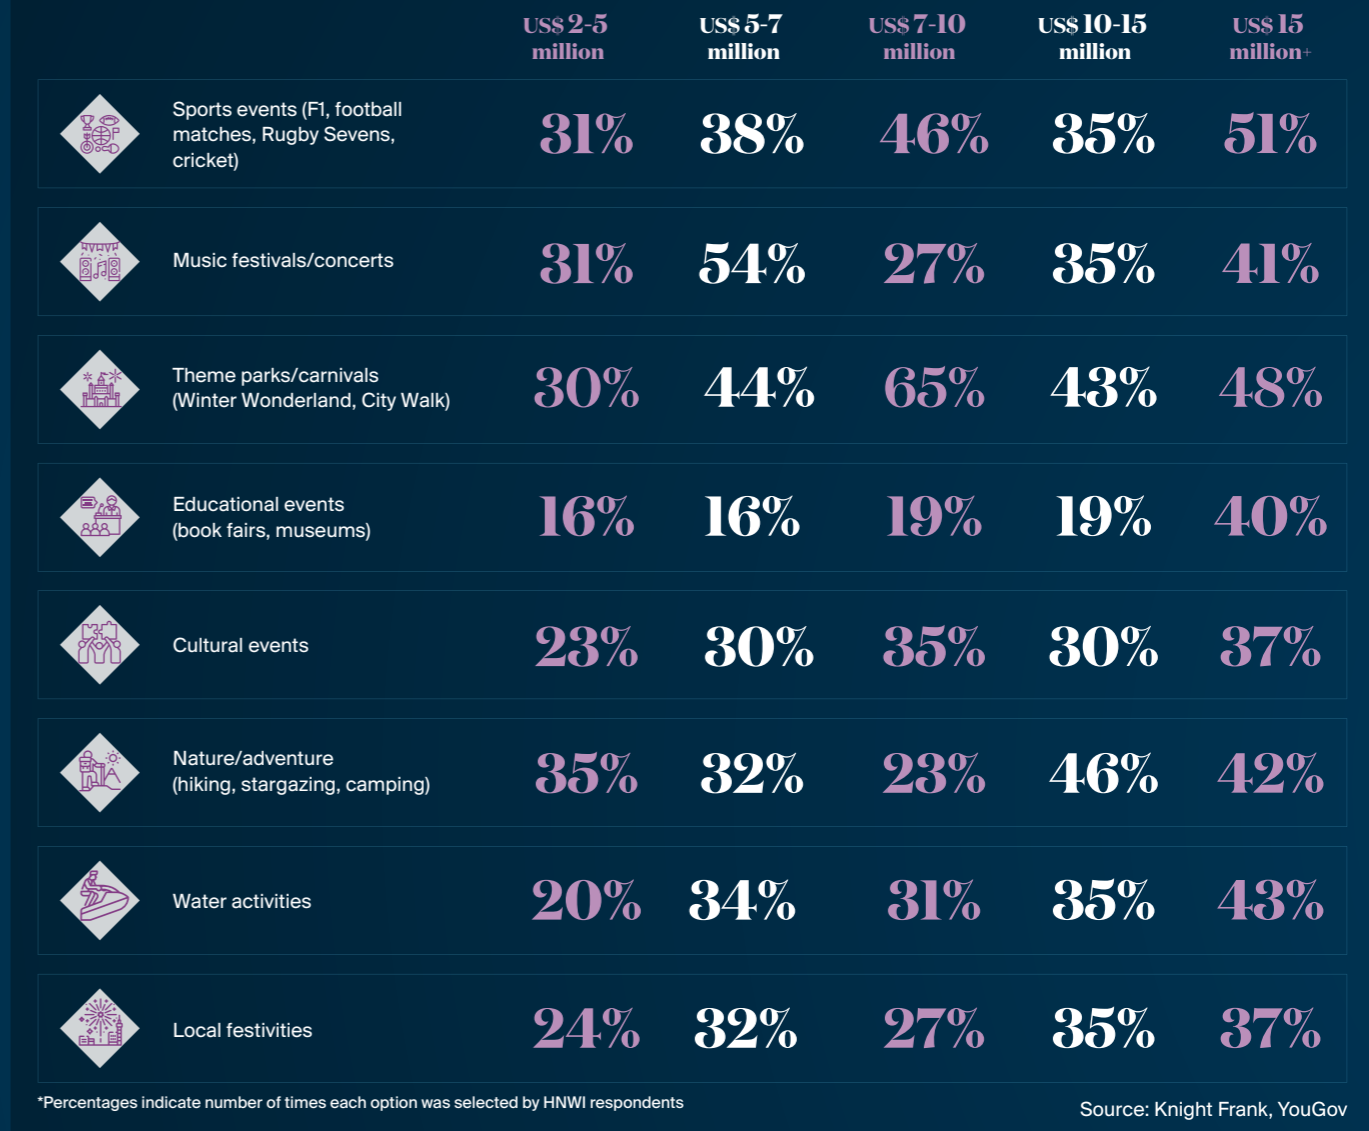 US$ 2-5 US$ 5-7 US$ 7-10 US$ 10-15 US$ 15
million million million million million+
Sports events (F1, football
matches, Rugby Sevens,
cricket)
31% 38% 46% 35% 51%
Music festivals/concerts
31% 54% 27% 35% 41%
Theme parks/carnivals
(Winter Wonderland, City Walk)
30% 44% 65% 43% 48%
Educational events
(book fairs, museums)
16% 16% 19% 19% 40%
Cultural events
23% 30% 35% 30% 37%
Nature/adventure
(hiking, stargazing, camping)
35% 32% 23% 46% 42%
Water activities
20% 34% 31% 35% 43%
Local festivities
24% 32% 27% 35% 37%
*Percentages indicate number of times each option was selected by HNWI respondents
Source: Knight Frank, YouGov